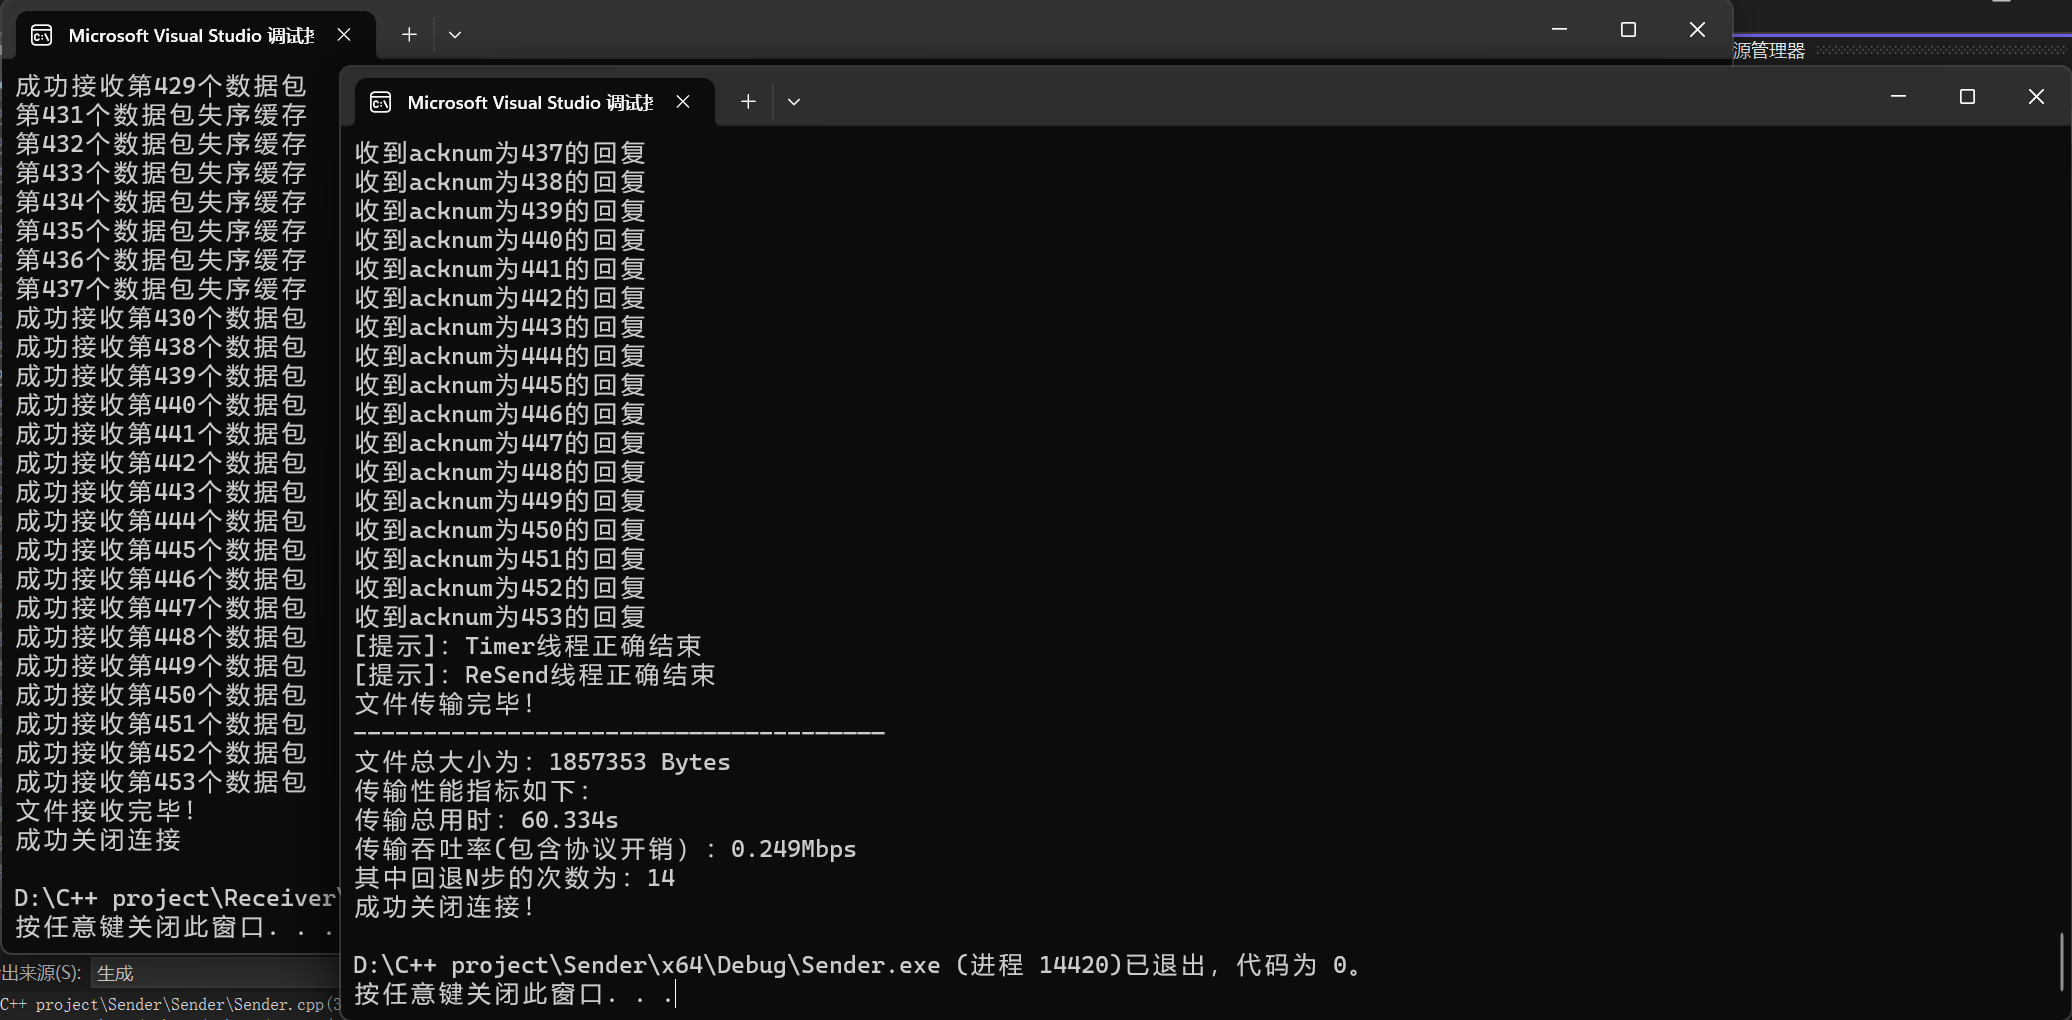 Microsoft Visual Studio 调试控
成功接收第429个数据包
第431个数据包失序缓存
第432个数据包失序缓存
第433个数据包失序缓存
第434个数据包失序缓存
第435个数据包失序缓存
第436个数据包失序缓存
第437个数据包失序缓存
成功接收第430个数据包
成功接收第438个数据包
成功接收第439个数据包
成功接收第440个数据包
成功接收第441个数据包
成功接收第442个数据包
成功接收第443个数据包
成功接收第444个数据包
成功接收第445个数据包
成功接收第446个数据包
成功接收第447个数据包
成功接收第448个数据包
成功接收第449个数据包
成功接收第450个数据包
成功接收第451个数据包
成功接收第452个数据包
成功接收第453个数据包
文件接收完毕!
成功关闭连接
D:\C++ project\Receiver\
按任意键关闭此窗口. . .
出来源(S): 生成
C++ project\Sender\Sender\Sender.cpp(3
源管理器
Microsoft Visual Studio 调试控
收到acknum为437的回复
收到acknum为438的回复
收到acknum为439的回复
收到acknum为440的回复
收到acknum为441的回复
收到acknum为442的回复
收到acknum为443的回复
收到acknum为444的回复
收到acknum为445的回复
收到acknum为446的回复
收到acknum为447的回复
收到acknum为448的回复
收到acknum为449的回复
收到acknum为450的回复
收到acknum为451的回复
收到acknum为452的回复
收到acknum为453的回复
[提示]: Timer线程正确结束
[提示]: ReSend线程正确结束
文件传输完毕!
--------------------------------------
文件总大小为: 1857353 Bytes
传输性能指标如下:
传输总用时: 60.334s
传输吞吐率(包含协议开销) : 0.249Mbps
其中回退N步的次数为: 14
成功关闭连接!
D:\C++ project\Sender\x64\Debug\Sender.exe (进程 14420)已退出，代码为 0。
按任意键关闭此窗口. . .